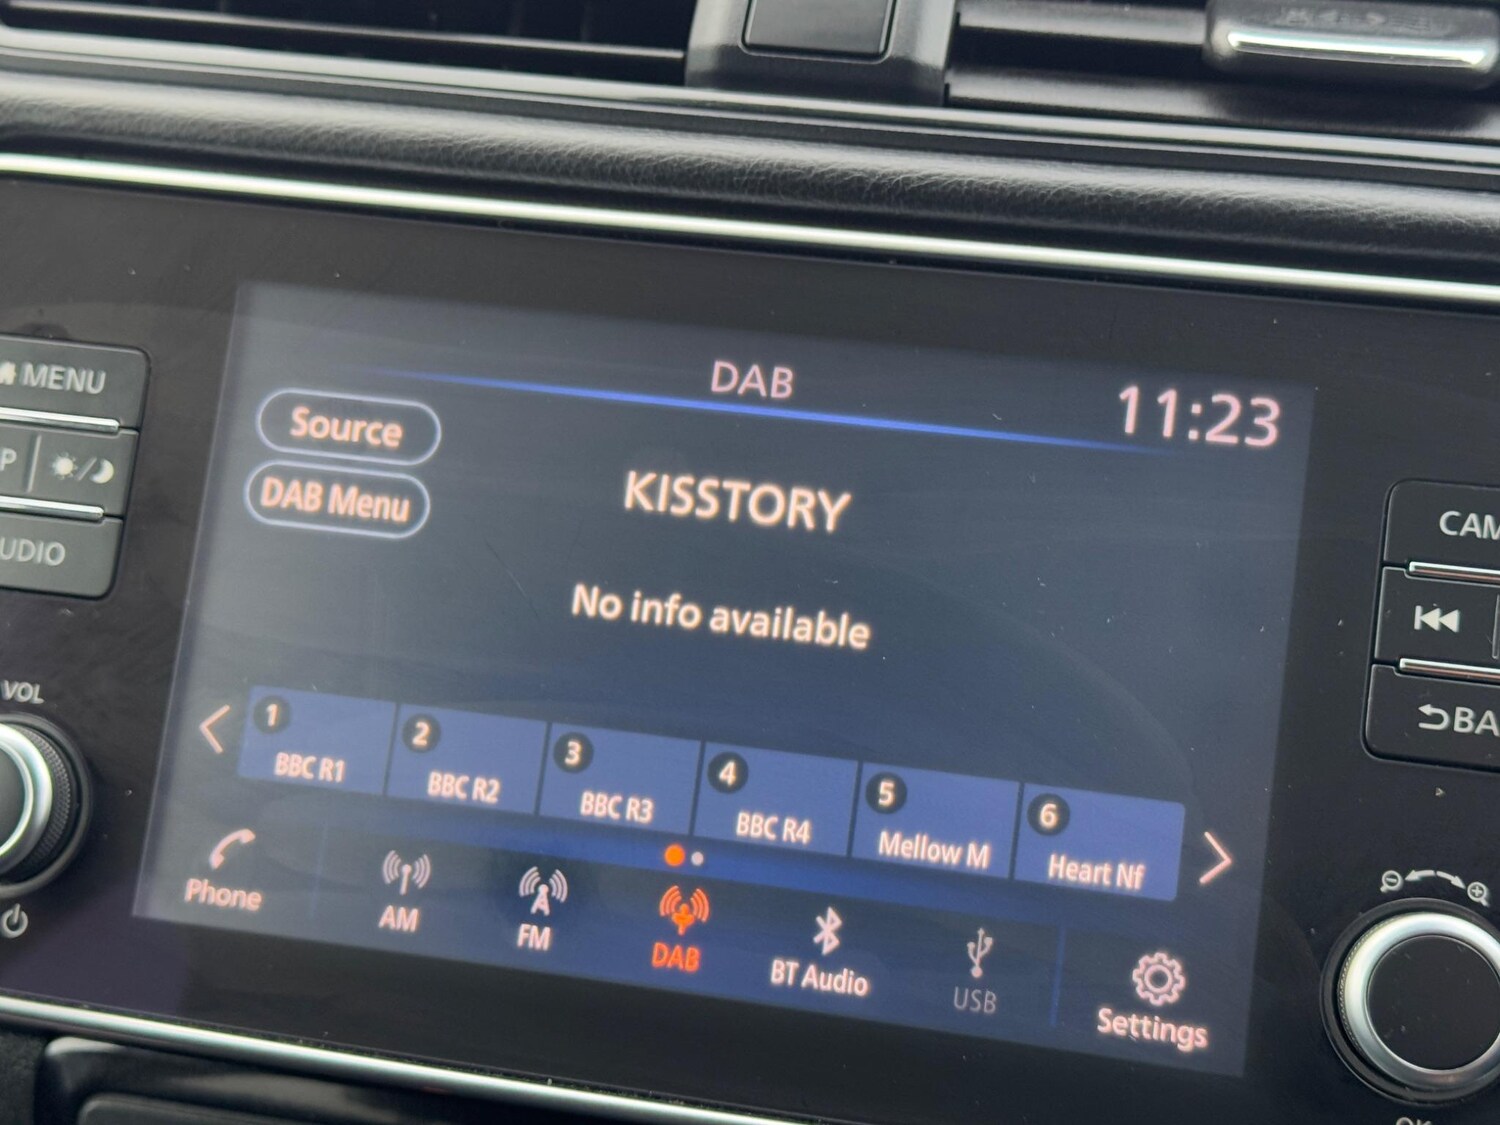 MENU
DAB
11:23
Source
DAB Menu
KISSTORY
No info available
VOL
1
2
3
4
5
6
BBC R1
BBC R2
BBC R3
BBC R4
Mellow M
Heart Nf
Phone
AM
FM
DAB
BT Audio
USB
Settings
P
UDIO
CAM
BA